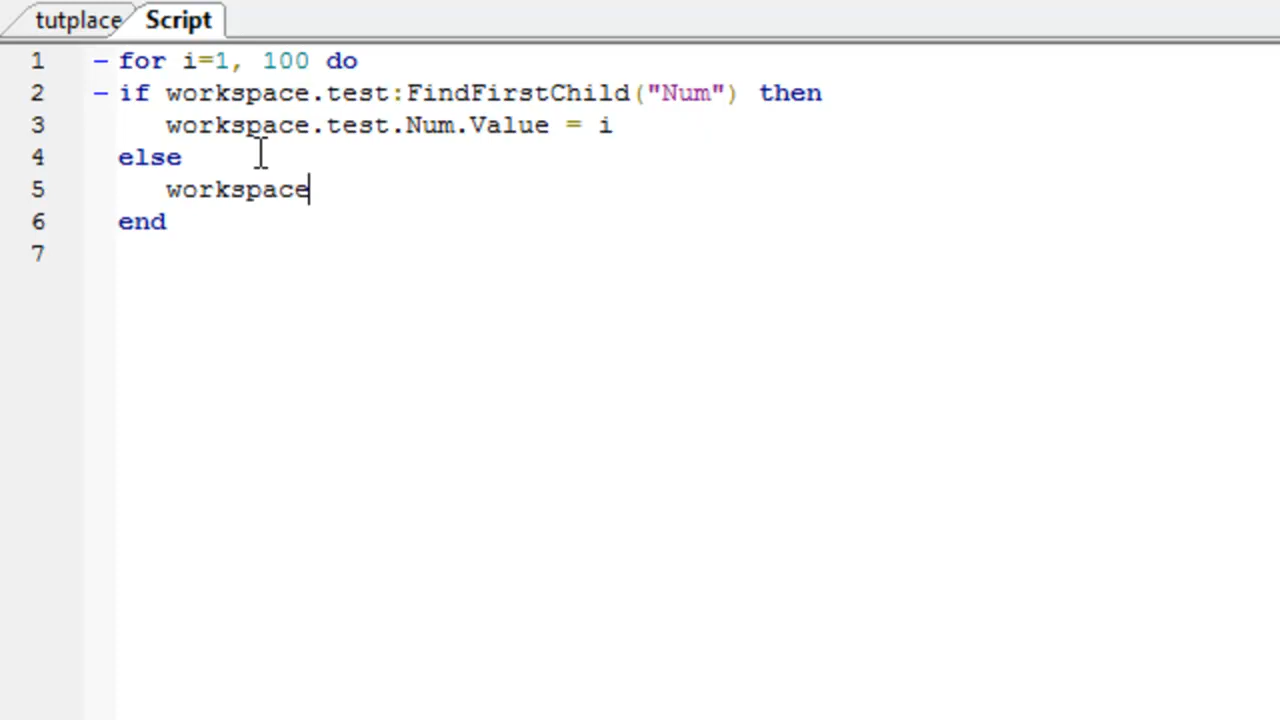 tutplace Script
1 for i=1, 100 do
2 if workspace.test:FindFirstChild("Num") then
3 workspace.test.Num.Value = i
4 else
5 workspace
6 end
7